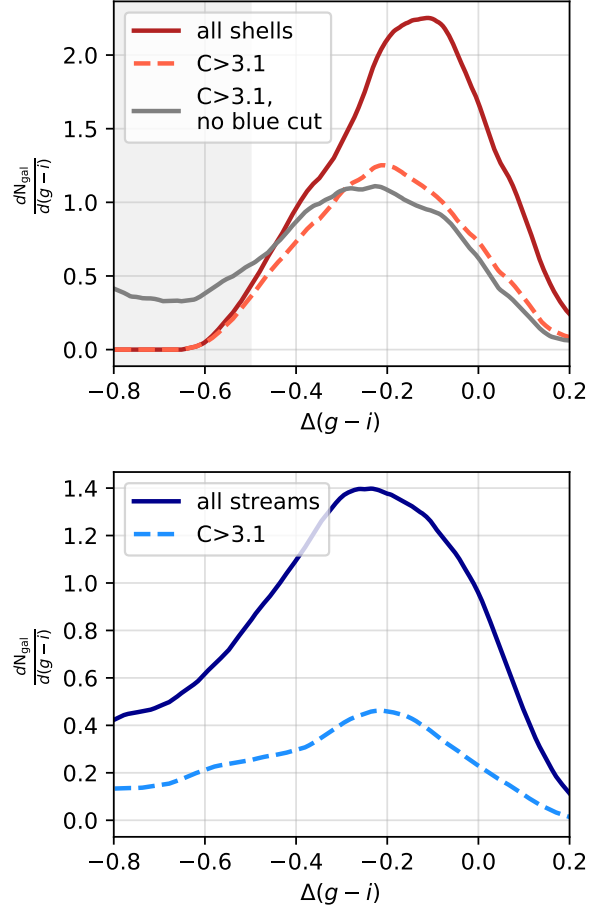 all shells
C>3.1
C>3.1,
no blue cut
2.0
1.5
1.0
0.5
0.0
dN_gal
d(g − i)
−0.8 −0.6 −0.4 −0.2 0.0 0.2
Δ(g − i)
all streams
C>3.1
1.4
1.2
1.0
0.8
0.6
0.4
0.2
0.0
dN_gal
d(g − i)
−0.8 −0.6 −0.4 −0.2 0.0 0.2
Δ(g − i)